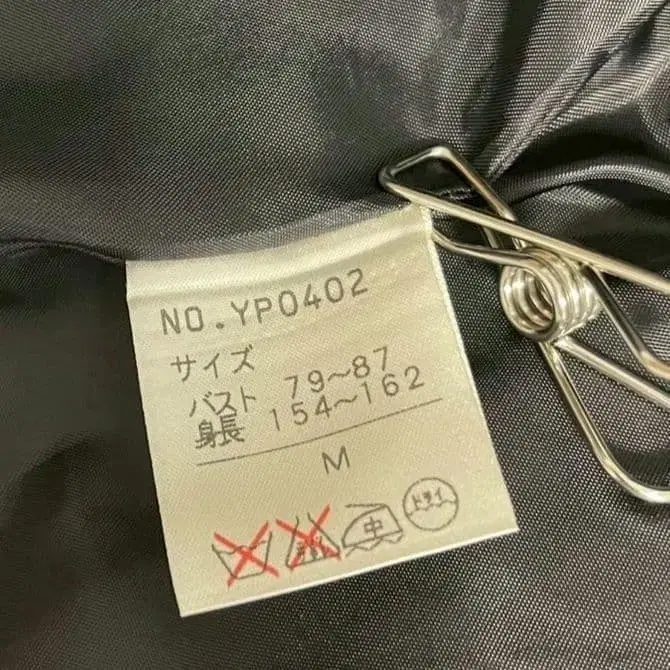 NO.YP0402
サイズ
バスト 79～87
身長 154～162
M
中 ドライ